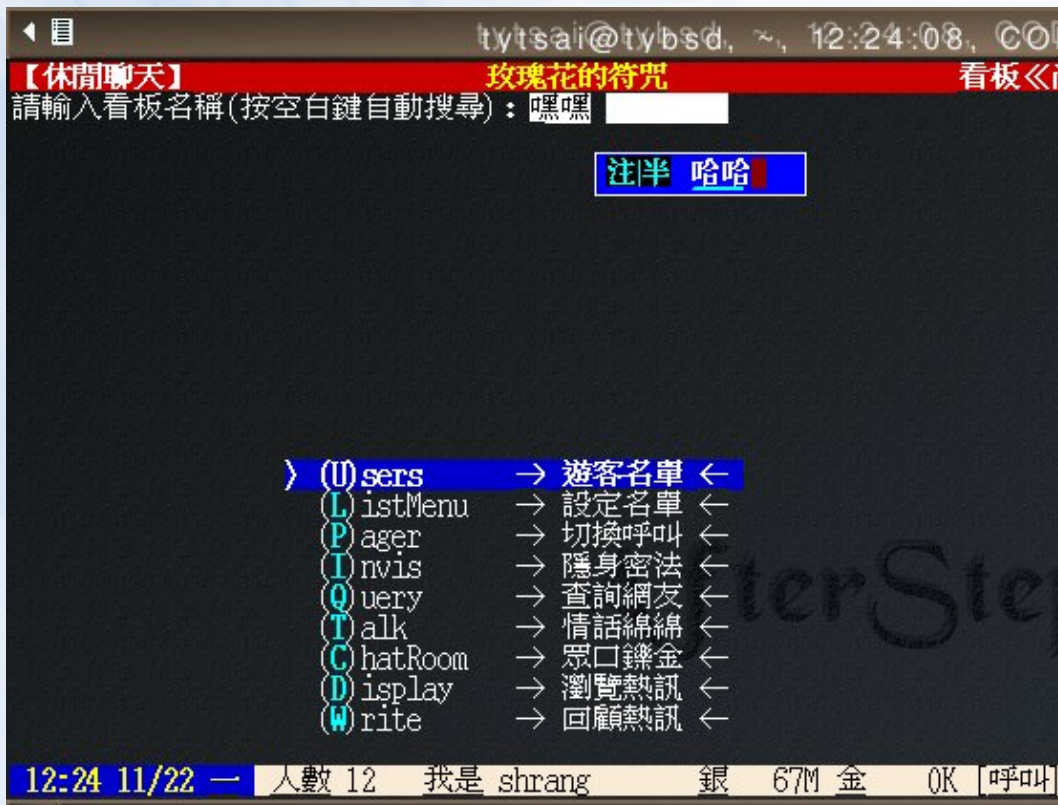 tytsai@tybsd, ~, 12:24:08, COL
【休閒聊天】 玫瑰花的符咒 看板《
請輸入看板名稱(按空白鍵自動搜尋)：嘿嘿
注|半 哈哈
〉(U)sers → 遊客名單 ←
(L)istMenu → 設定名單 ←
(P)ager → 切換呼叫 ←
(I)nvis → 隱身密法 ←
(Q)uery → 查詢網友 ←
(T)alk → 情話綿綿 ←
(C)hatRoom → 眾口鑠金 ←
(D)isplay → 瀏覽熱訊 ←
(W)rite → 回顧熱訊 ←
AfterStep
12:24 11/22 一 人數 12 我是 shrang 銀 67M 金 0K [呼叫]